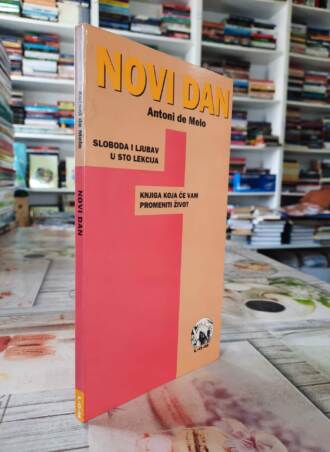 NOVI DAN
Antoni de Melo
SLOBODA I LJUBAV
U STO LEKCIJA
KNJIGA KOJA ĆE VAM
PROMENITI ŽIVOT
Antoni de Melo
NOVI DAN